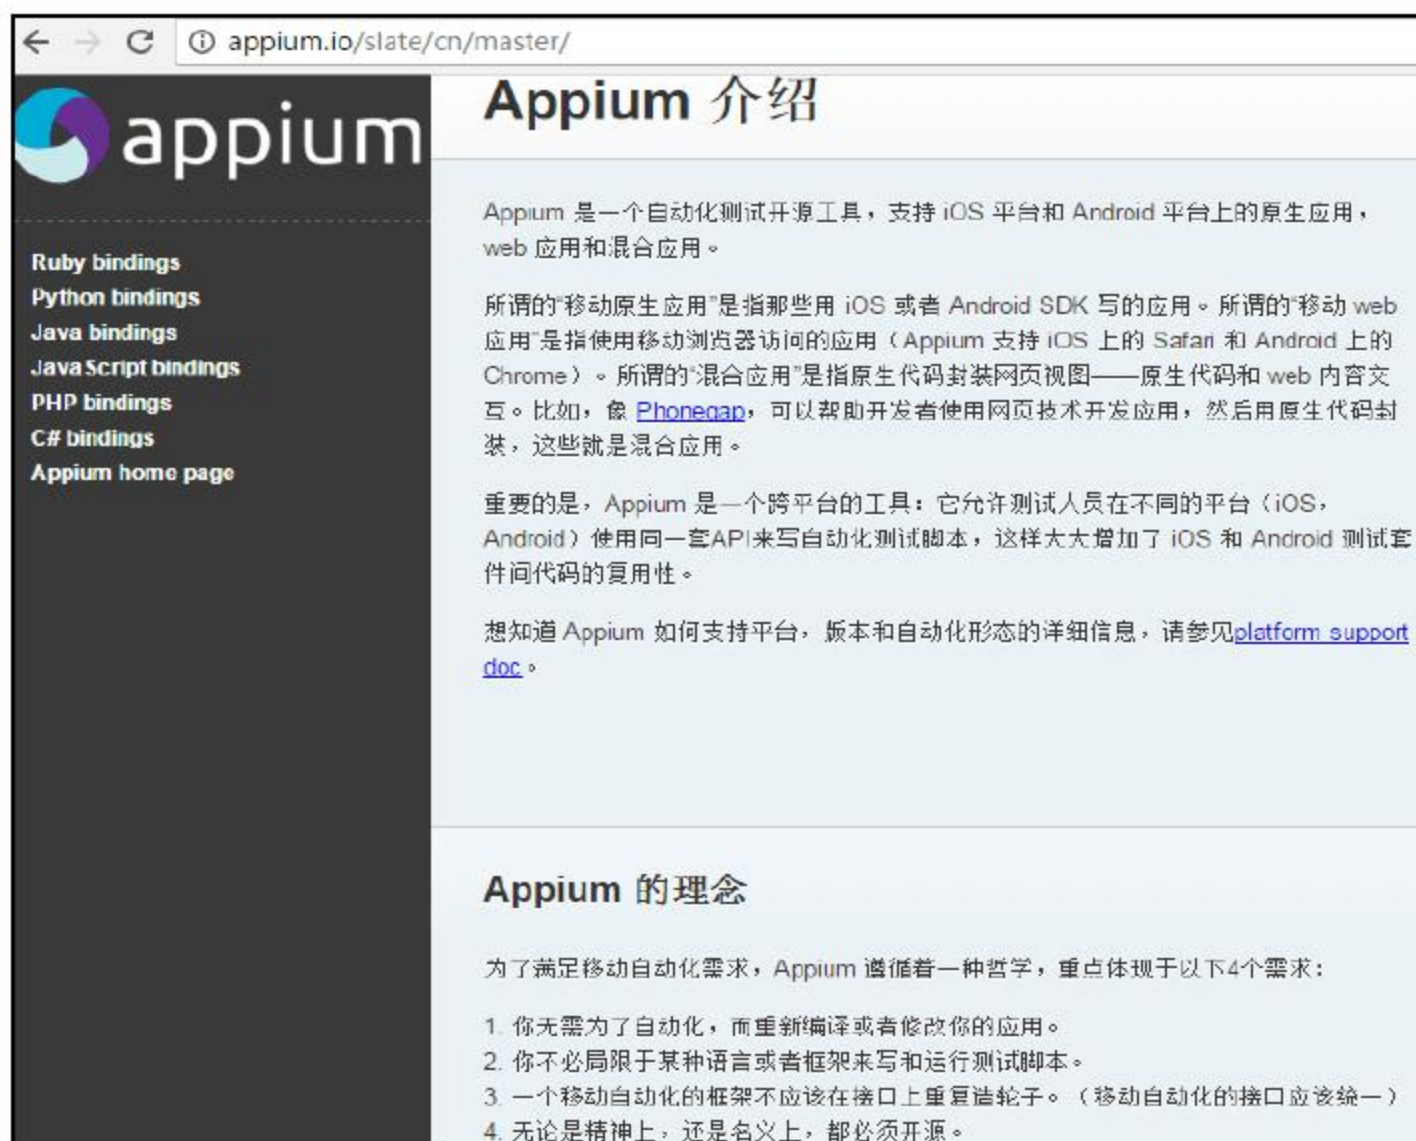 appium.io/slate/cn/master/
appium
Ruby bindings
Python bindings
Java bindings
JavaScript bindings
PHP bindings
C# bindings
Appium home page
Appium 介绍
Appium 是一个自动化测试开源工具，支持 iOS 平台和 Android 平台上的原生应用，
web 应用和混合应用。
所谓的“移动原生应用”是指那些用 iOS 或者 Android SDK 写的应用。所谓的“移动 web
应用”是指使用移动浏览器访问的应用（Appium 支持 iOS 上的 Safari 和 Android 上的
Chrome）。所谓的“混合应用”是指原生代码封装网页视图——原生代码和 web 内容交
互。比如，像 Phonegap，可以帮助开发者使用网页技术开发应用，然后用原生代码封
装，这些就是混合应用。
重要的是，Appium 是一个跨平台的工具：它允许测试人员在不同的平台（iOS，
Android）使用同一套API来写自动化测试脚本，这样大大增加了 iOS 和 Android 测试套
件间代码的复用性。
想知道 Appium 如何支持平台，版本和自动化形态的详细信息，请参见platform support
doc。
Appium 的理念
为了满足移动自动化需求，Appium 遵循着一种哲学，重点体现于以下4个需求：
1. 你无需为了自动化，而重新编译或者修改你的应用。
2. 你不必局限于某种语言或者框架来写和运行测试脚本。
3. 一个移动自动化的框架不应该在接口上重复造轮子。（移动自动化的接口应该统一）
4. 无论是精神上，还是名义上，都必须开源。